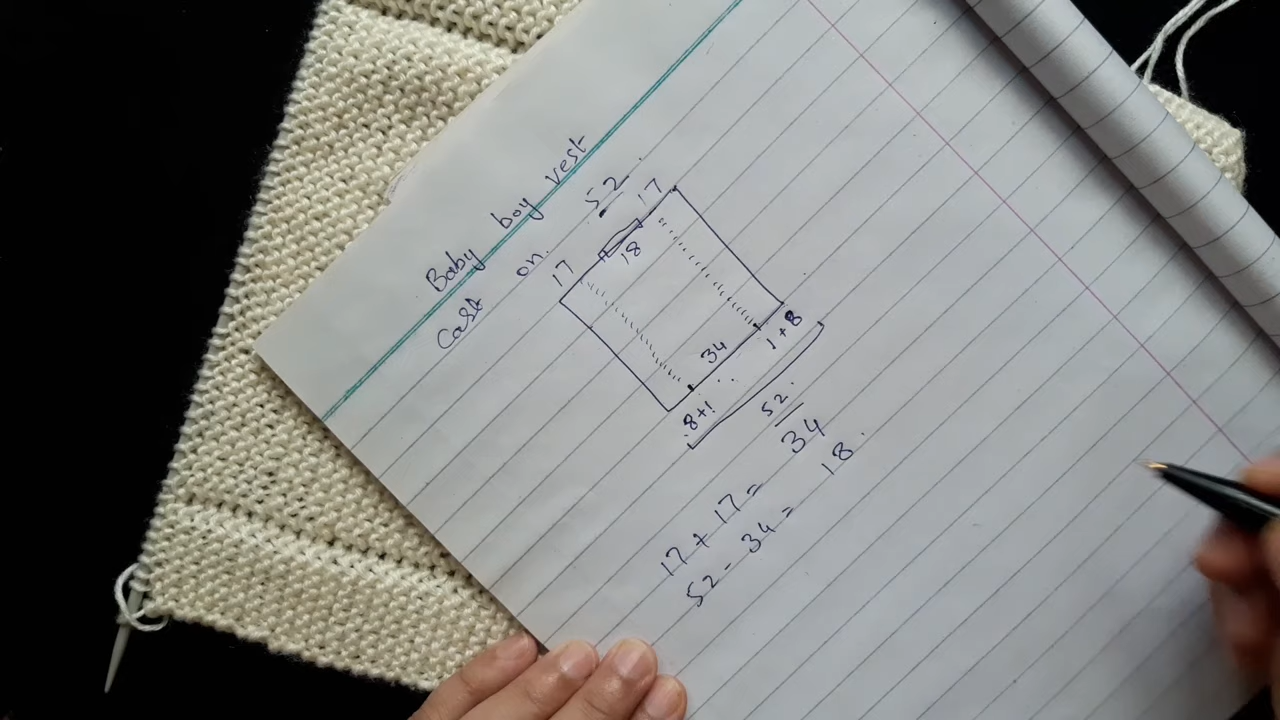 Baby boy vest
Cast on. 52
17 18 17
34
8+1 1+8
52
17 + 17 = 34
52 - 34 = 18